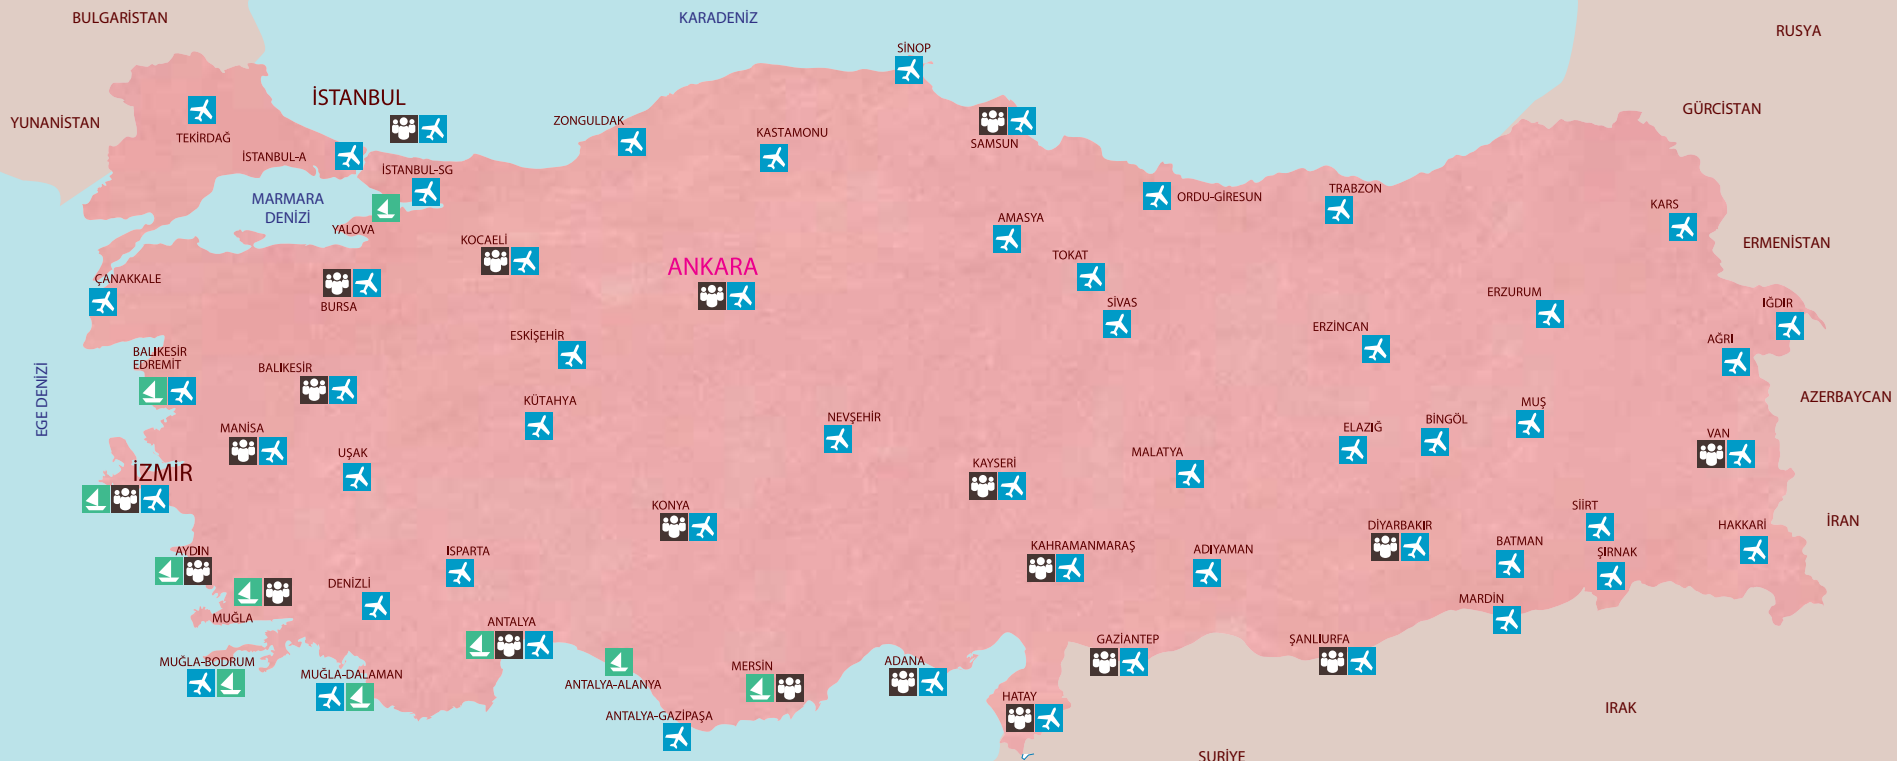 BULGARİSTAN
KARADENİZ
RUSYA
SİNOP
İSTANBUL
YUNANİSTAN
GÜRCİSTAN
TEKİRDAĞ
ZONGULDAK
KASTAMONU
SAMSUN
İSTANBUL-A
İSTANBUL-SG
MARMARA
DENİZİ
YALOVA
ORDU-GİRESUN
TRABZON
KARS
AMASYA
KOCAELİ
ERMENİSTAN
TOKAT
ANKARA
ÇANAKKALE
BURSA
SİVAS
ERZURUM
IĞDIR
ERZİNCAN
ESKİŞEHİR
AĞRI
BALIKESİR
EDREMİT
BALIKESİR
EGE DENİZİ
AZERBAYCAN
KÜTAHYA
MUŞ
NEVŞEHİR
BİNGÖL
ELAZIĞ
MANİSA
VAN
UŞAK
MALATYA
KAYSERİ
İZMİR
KONYA
SİİRT
DİYARBAKIR
HAKKARİ
İRAN
BATMAN
KAHRAMANMARAŞ
ADIYAMAN
ŞIRNAK
AYDIN
ISPARTA
DENİZLİ
MARDİN
MUĞLA
ANTALYA
GAZİANTEP
ŞANLIURFA
MUĞLA-BODRUM
MUĞLA-DALAMAN
MERSİN
ADANA
ANTALYA-ALANYA
HATAY
IRAK
ANTALYA-GAZİPAŞA
SURİYE